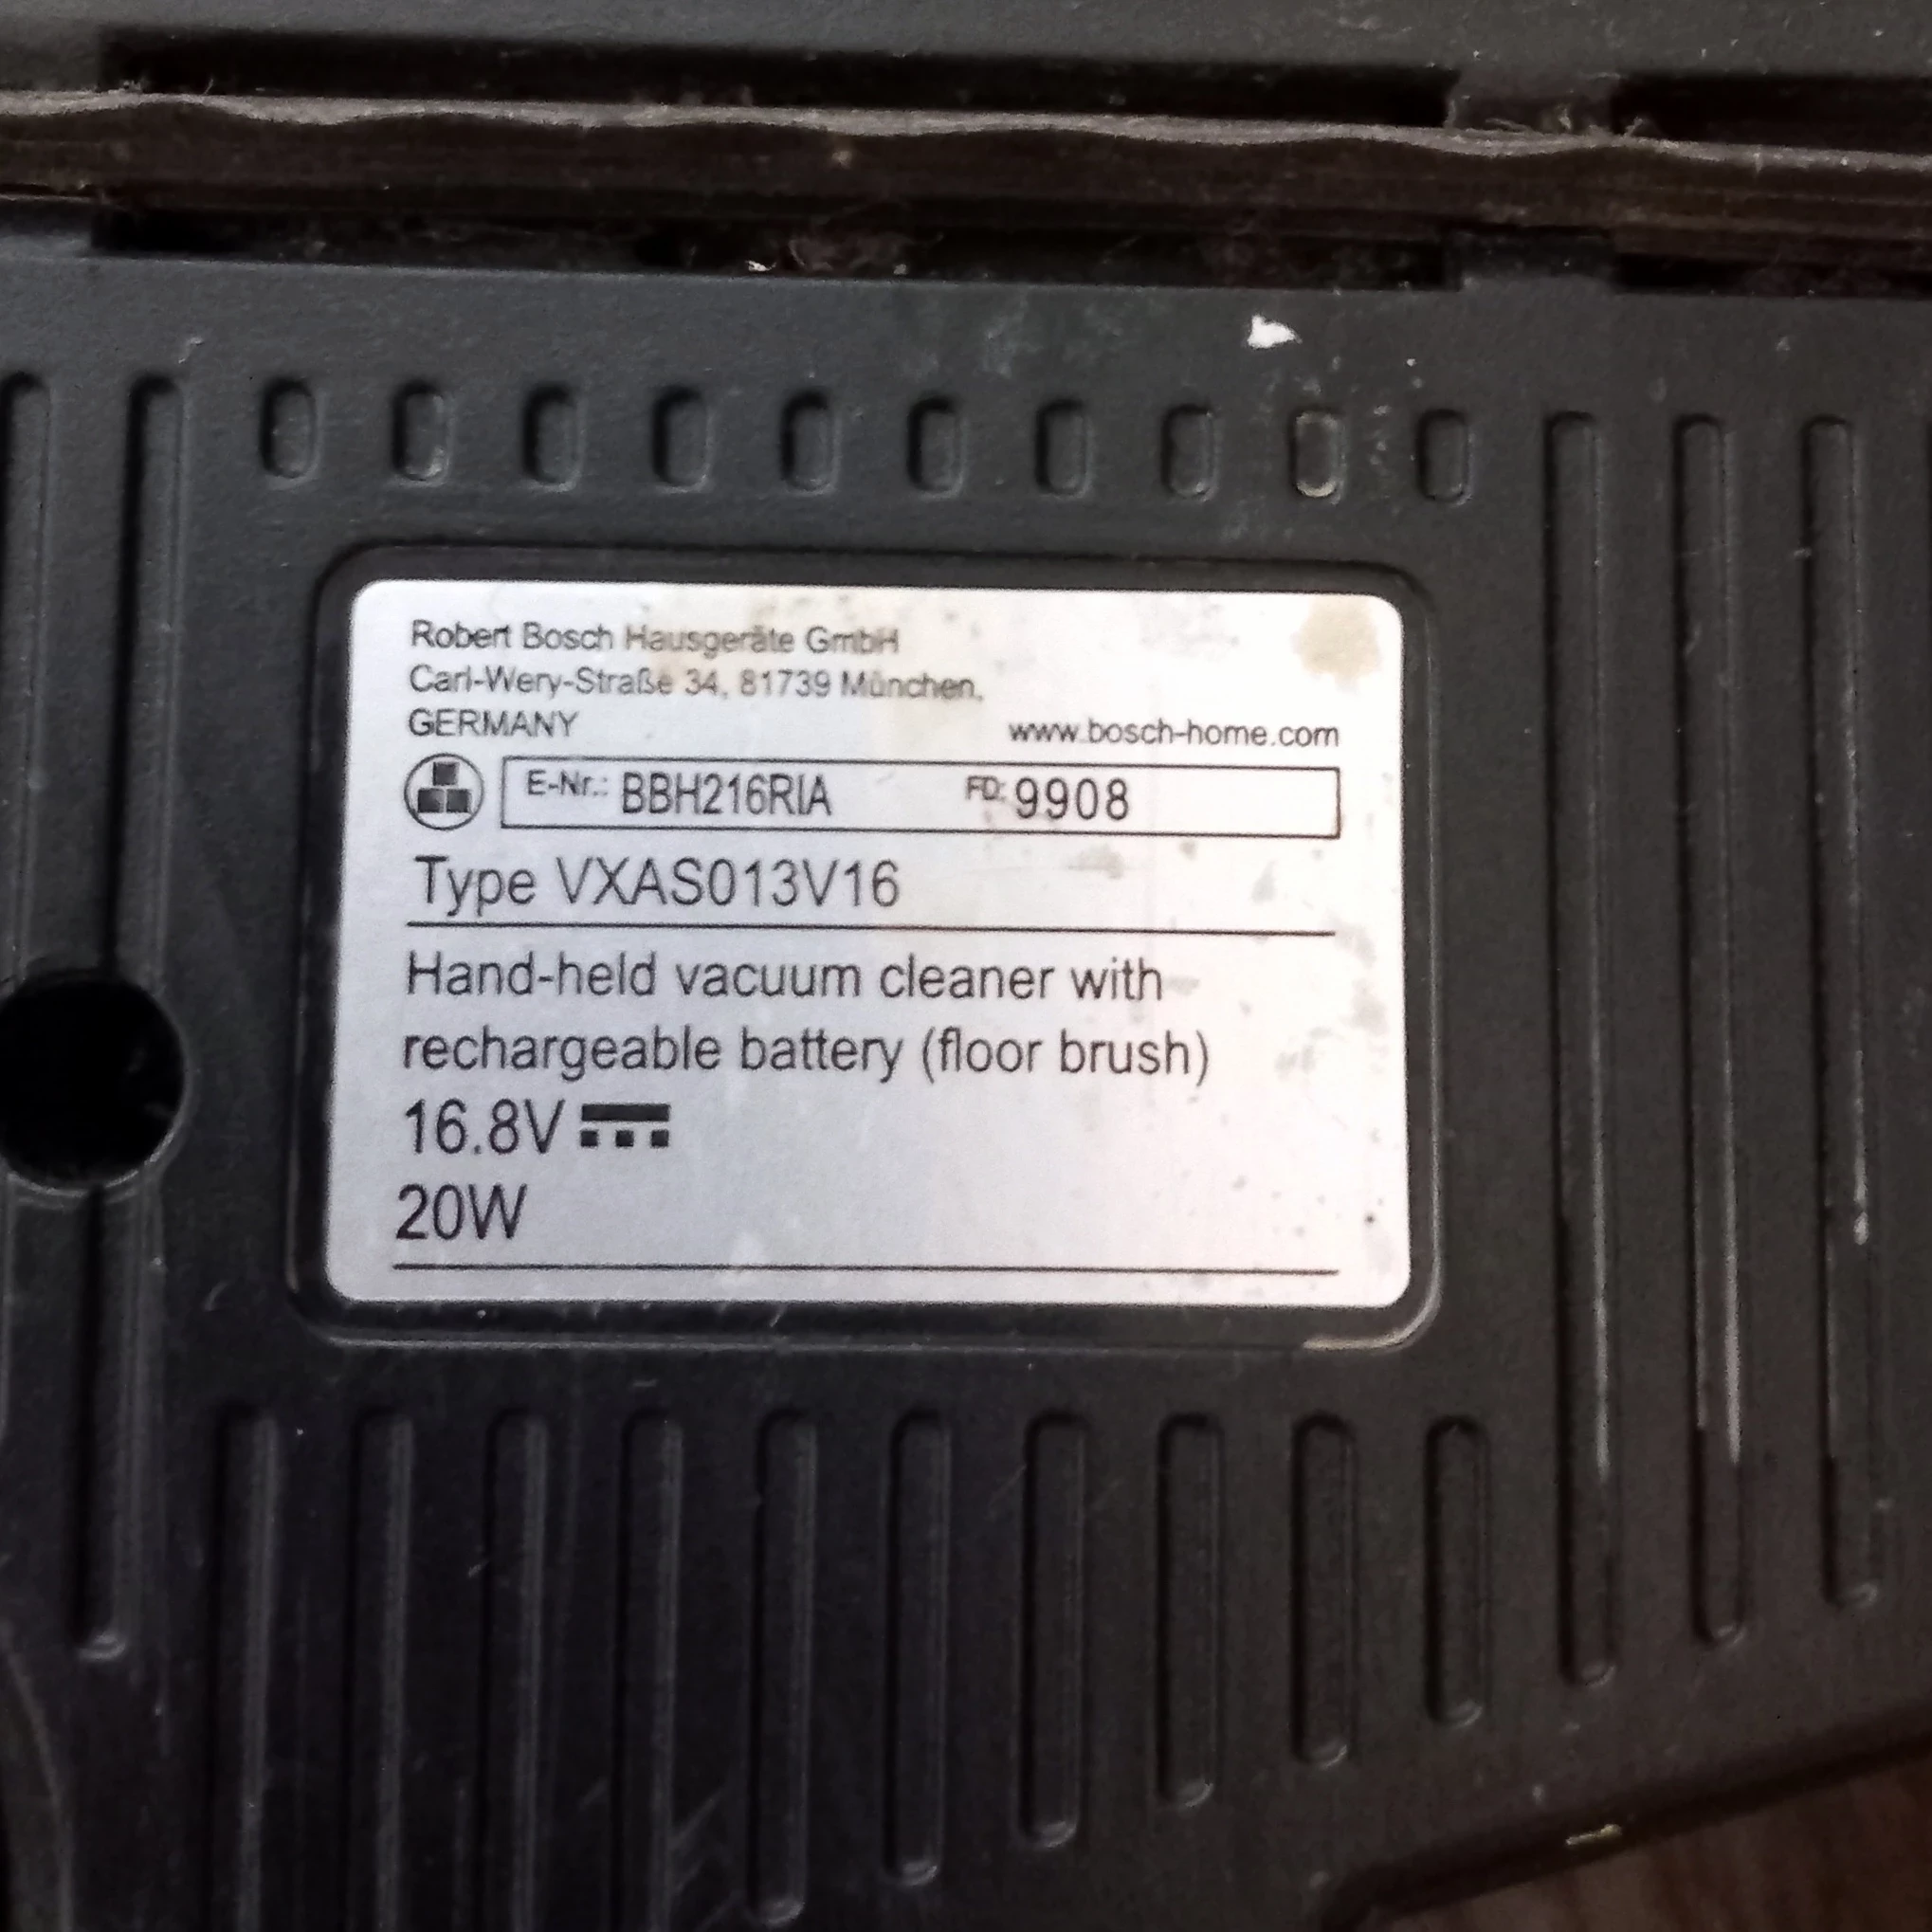 Robert Bosch Hausgeräte GmbH
Carl-Wery-Straße 34, 81739 München,
GERMANY www.bosch-home.com
E-Nr.: BBH216RIA FD: 9908
Type VXAS013V16
Hand-held vacuum cleaner with
rechargeable battery (floor brush)
16.8V
20W